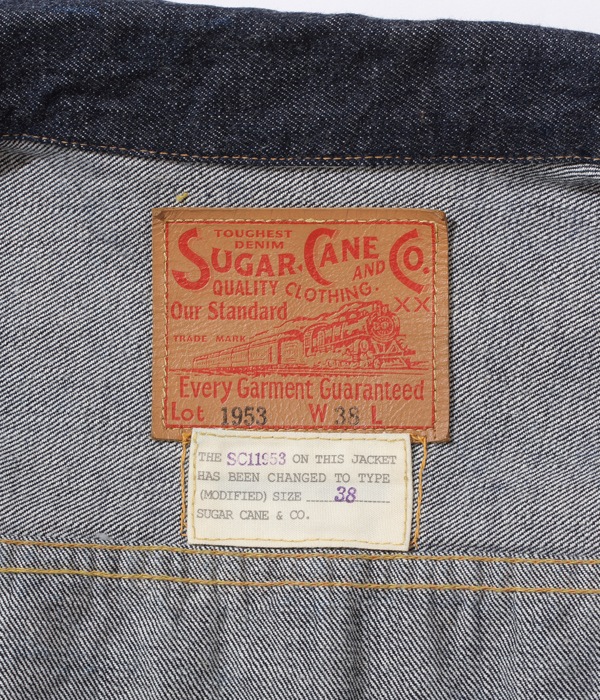 TOUGHEST
DENIM
SUGAR CANE AND CO.
QUALITY CLOTHING.
Our Standard XX
TRADE MARK
Every Garment Guaranteed
Lot 1953 W 38 L
THE SC11953 ON THIS JACKET
HAS BEEN CHANGED TO TYPE
(MODIFIED) SIZE 38
SUGAR CANE & CO.